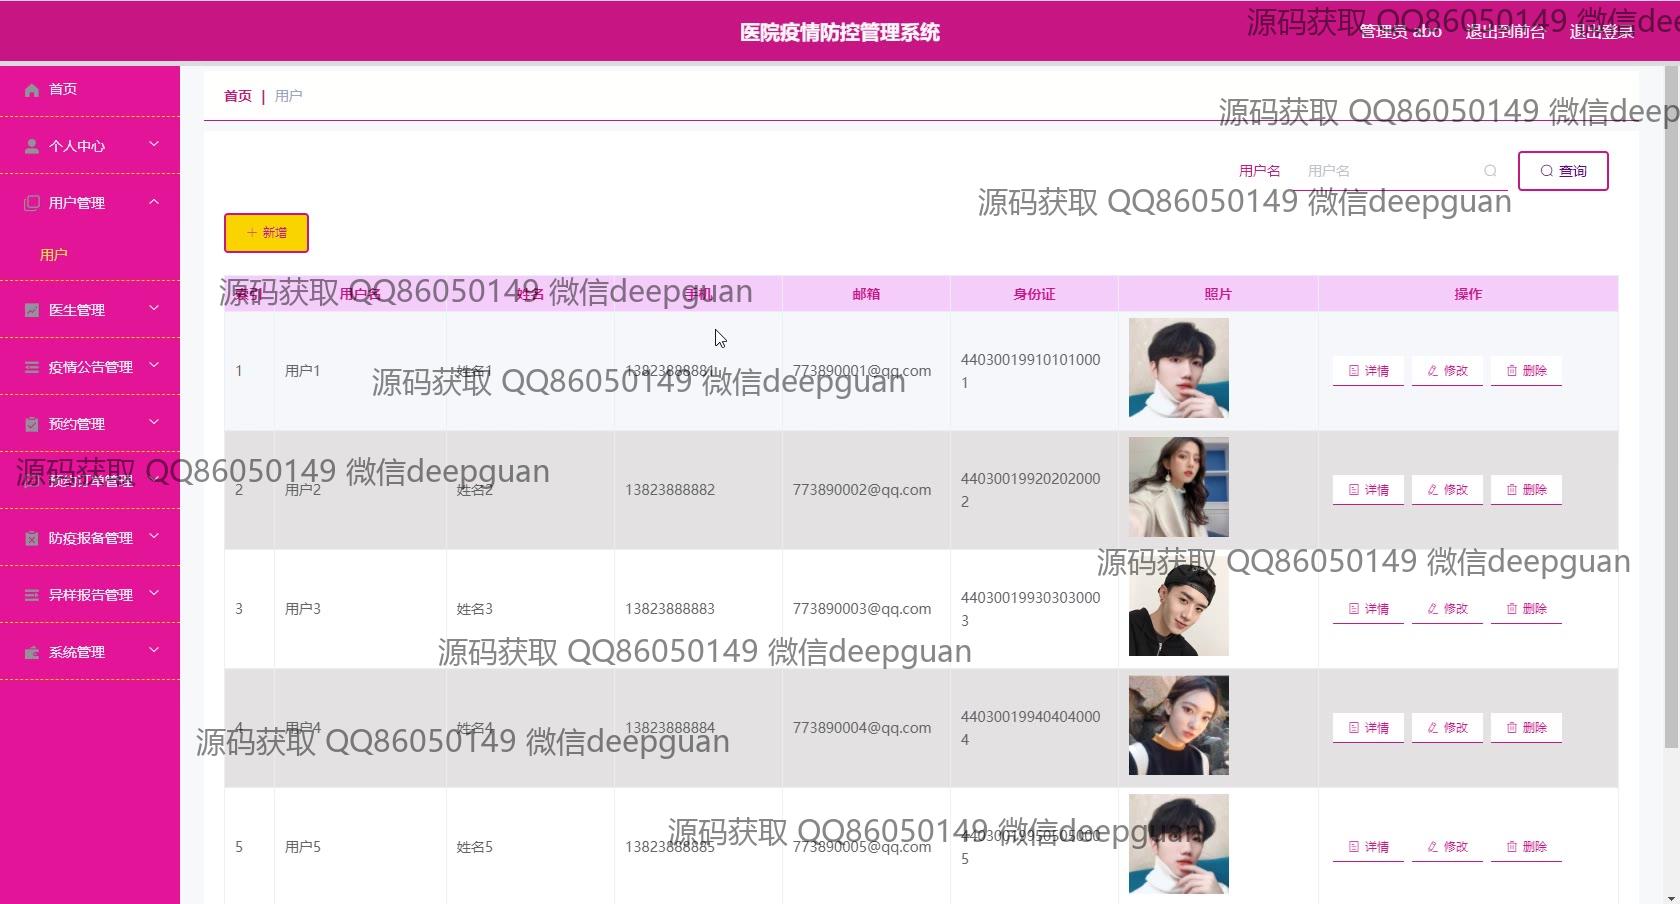 医院疫情防控管理系统
管理员 abo 退出到前台 退出登录
源码获取 QQ86050149 微信dee
首页
个人中心
用户管理
用户
医生管理
疫情公告管理
预约管理
预约订单管理
防疫报备管理
异样报告管理
系统管理
首页 | 用户
源码获取 QQ86050149 微信deep
用户名 用户名 查询
源码获取 QQ86050149 微信deepguan
新增
索引 用户名 姓名 手机 邮箱 身份证 照片 操作
源码获取 QQ86050149 微信deepguan
1 用户1 姓名1 13823888881 773890001@qq.com 44030019910101000
1
详情 修改 删除
源码获取 QQ86050149 微信deepguan
源码获取 QQ86050149 微信deepguan
2 用户2 姓名2 13823888882 773890002@qq.com 44030019920202000
2
详情 修改 删除
源码获取 QQ86050149 微信deepguan
3 用户3 姓名3 13823888883 773890003@qq.com 44030019930303000
3
详情 修改 删除
源码获取 QQ86050149 微信deepguan
4 用户4 姓名4 13823888884 773890004@qq.com 44030019940404000
4
详情 修改 删除
源码获取 QQ86050149 微信deepguan
源码获取 QQ86050149 微信deepguan
5 用户5 姓名5 13823888885 773890005@qq.com 44030019950505000
5
详情 修改 删除